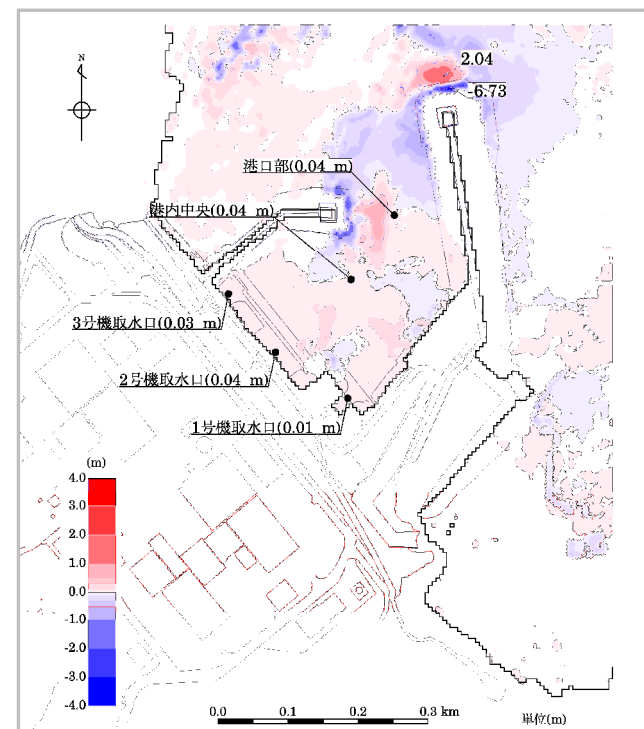 N
2.04
-6.73
港口部(0.04 m)
港内中央(0.04 m)
3号機取水口(0.03 m)
2号機取水口(0.04 m)
1号機取水口(0.01 m)
(m)
4.0
3.0
2.0
1.0
0.0
-1.0
-2.0
-3.0
-4.0
0.0 0.1 0.2 0.3 km
単位(m)